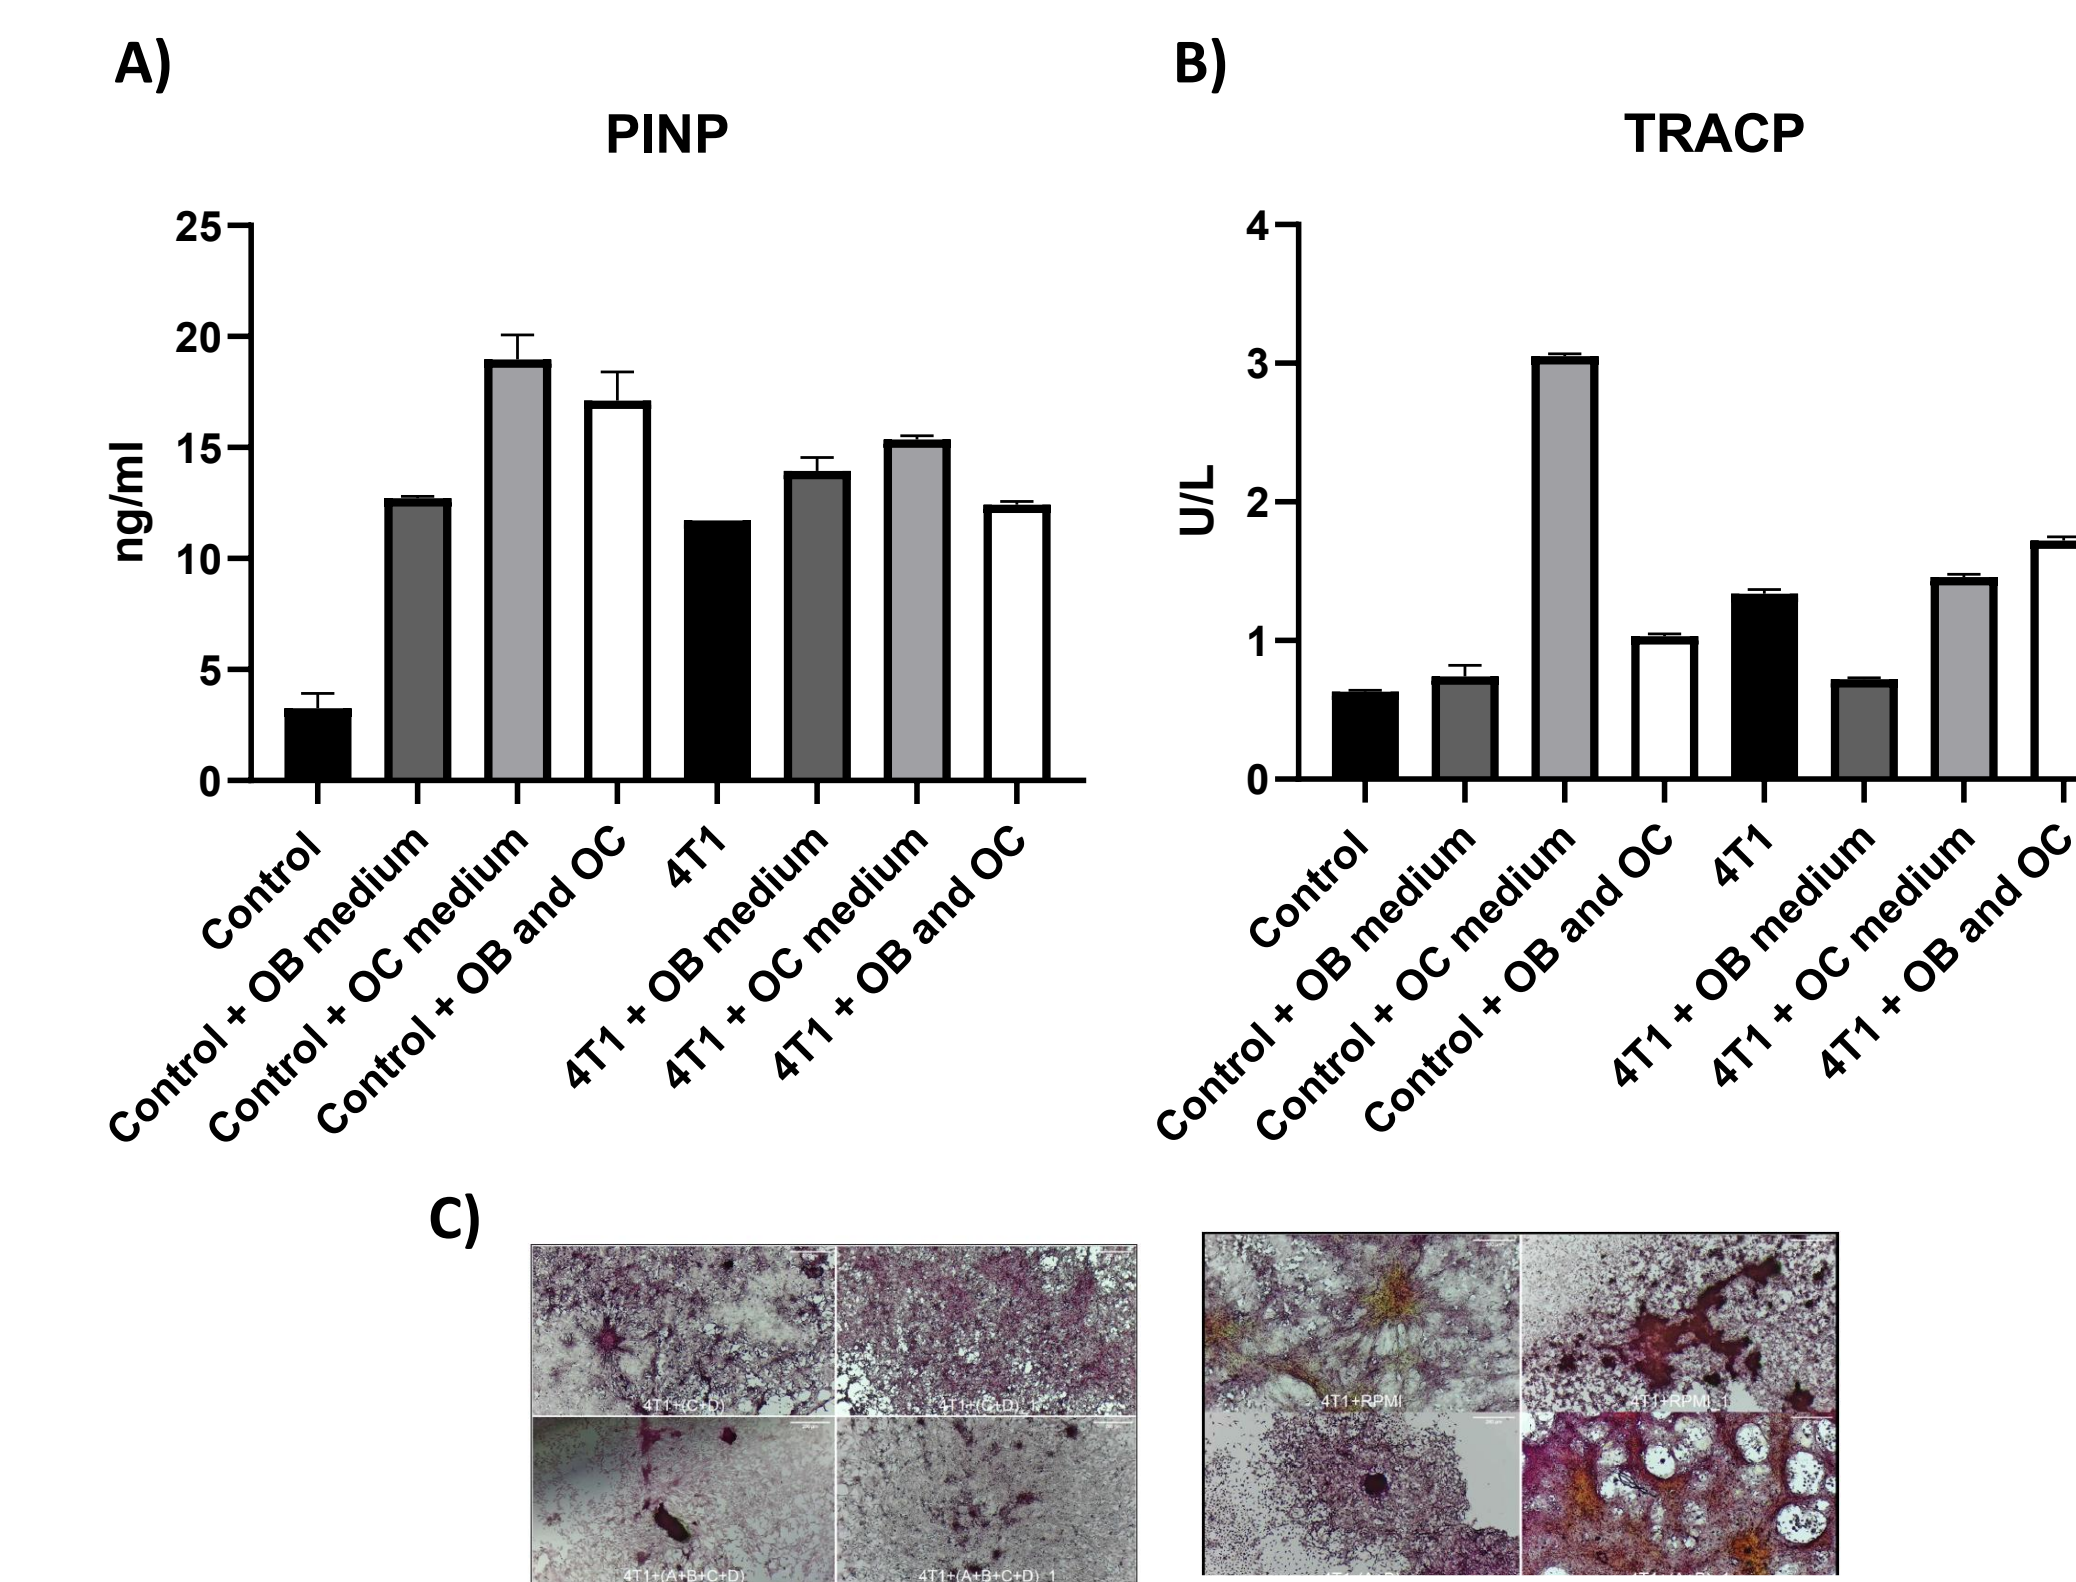 A)
PINP
ng/ml
25
20
15
10
5
0
Control
Control + OB medium
Control + OC medium
Control + OB and OC
4T1
4T1 + OB medium
4T1 + OC medium
4T1 + OB and OC
B)
TRACP
U/L
4
3
2
1
0
Control
Control + OB medium
Control + OC medium
Control + OB and OC
4T1
4T1 + OB medium
4T1 + OC medium
4T1 + OB and OC
C)
4T1+(C+D)
4T1+(C+D)_1
4T1+(A+B+C+D)
4T1+(A+B+C+D)_1
4T1+RPMI
4T1+RPMI_1